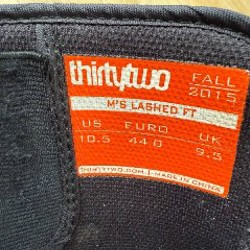 thirtytwo
FALL
2015
M'S LASHED FT
US EURO UK
10.5 44.0 9.5
THIRTYTWO.COM MADE IN CHINA